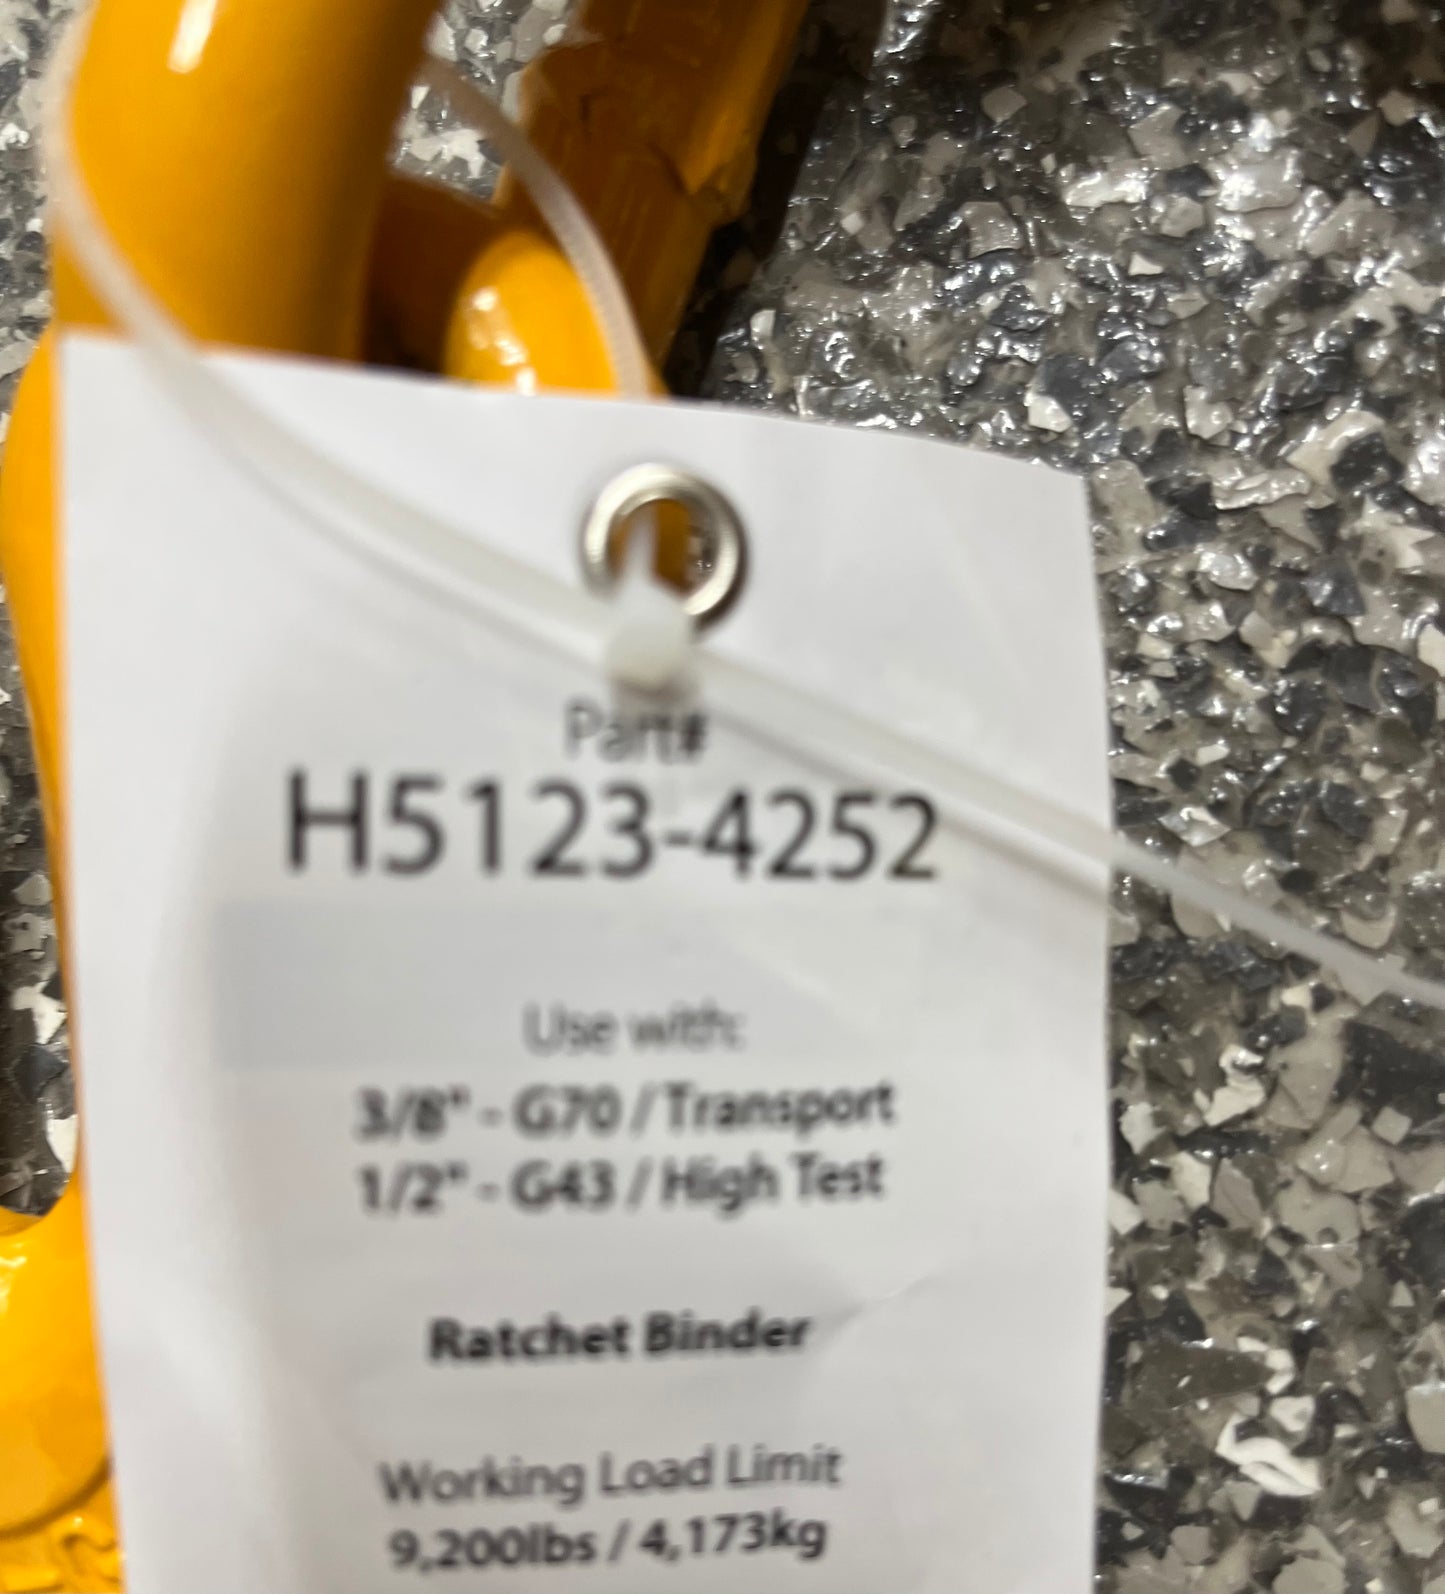 Part#
H5123-4252
Use with:
3/8" - G70 / Transport
1/2" - G43 / High Test
Ratchet Binder
Working Load Limit
9,200lbs / 4,173kg